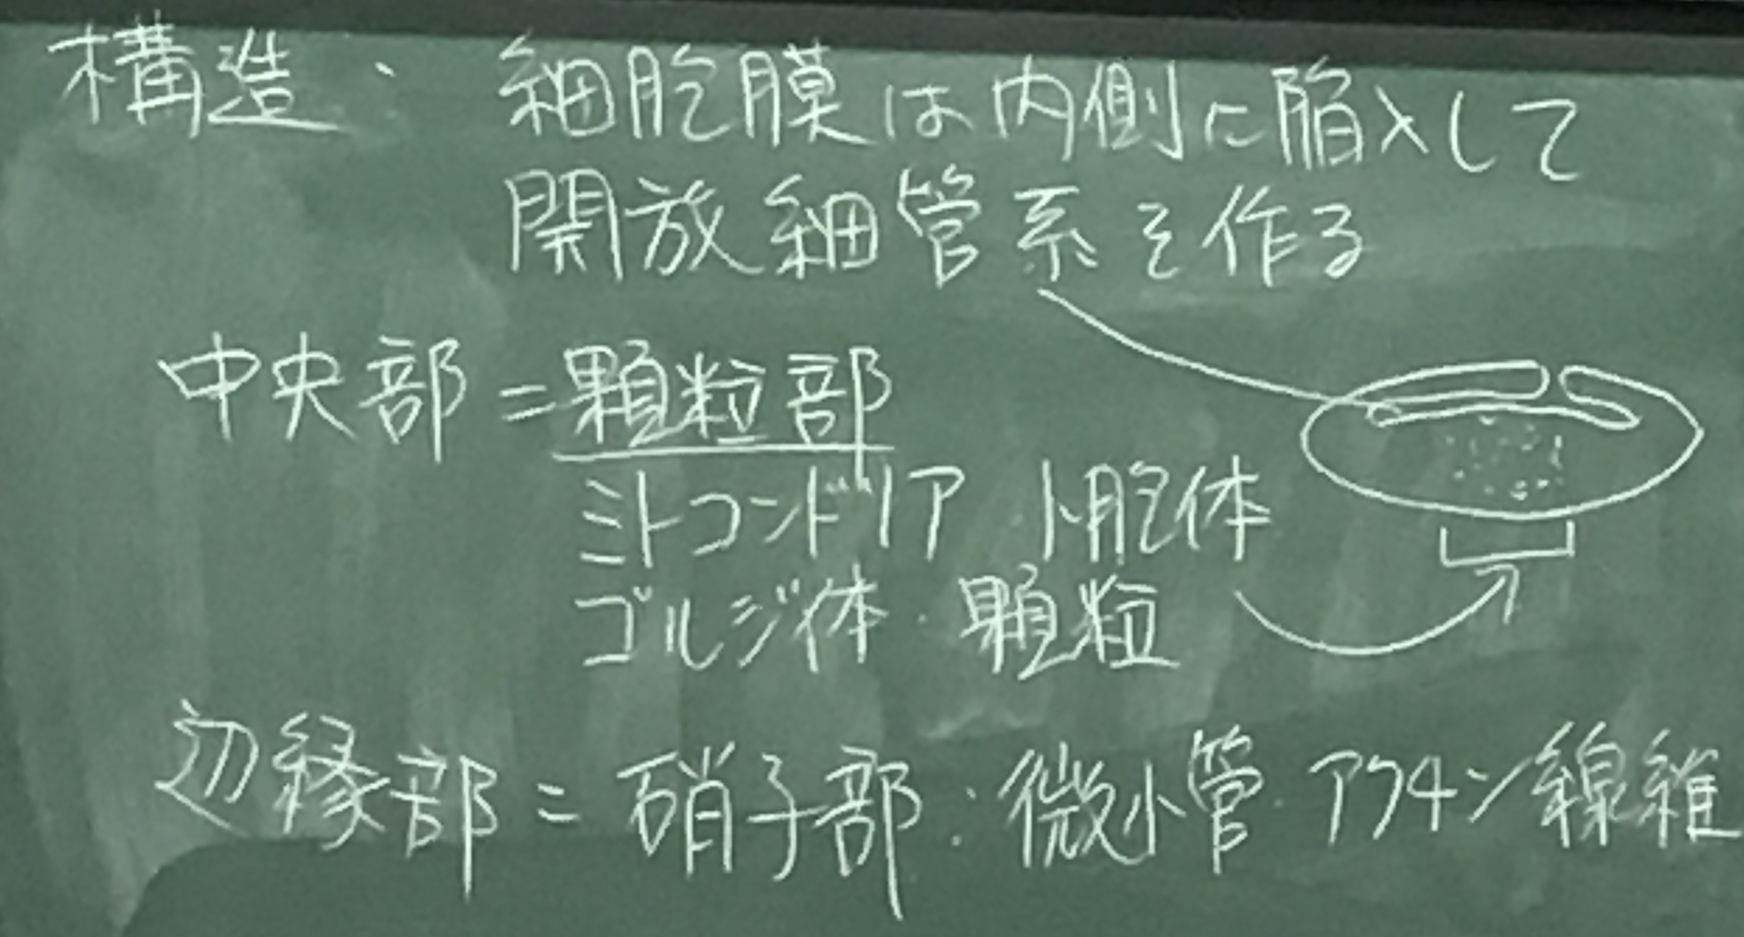 構造: 細胞膜は内側に陥入して
開放細管系を作る
中央部=顆粒部
ミトコンドリア 小胞体
ゴルジ体・顆粒
辺縁部=硝子部:微小管・アクチン線維